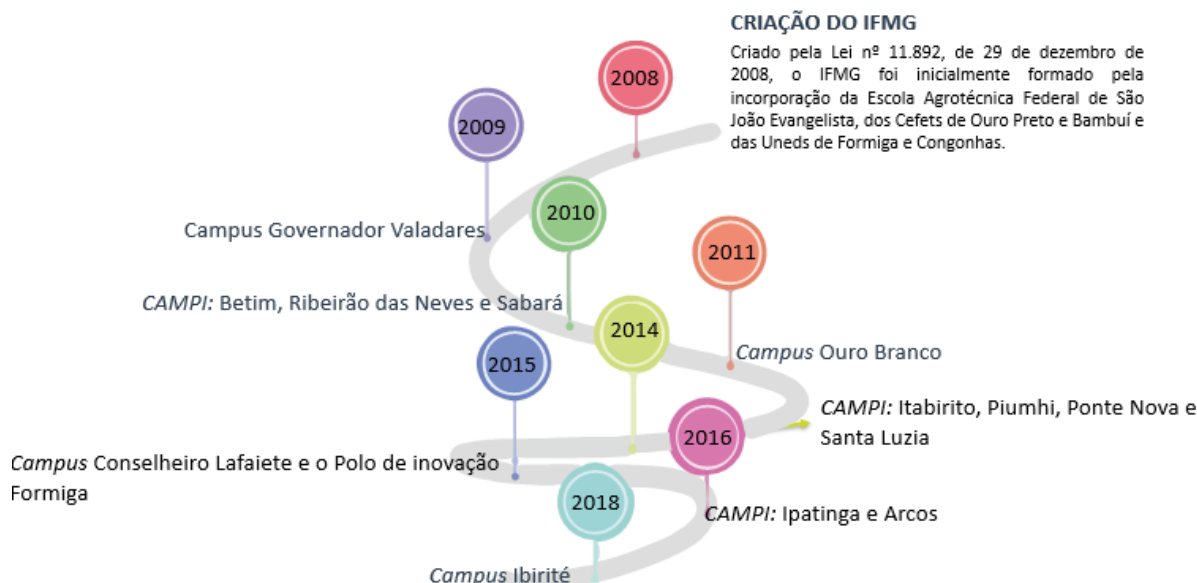 CRIAÇÃO DO IFMG
Criado pela Lei nº 11.892, de 29 de dezembro de
2008, o IFMG foi inicialmente formado pela
incorporação da Escola Agrotécnica Federal de São
João Evangelista, dos Cefets de Ouro Preto e Bambuí e
das Uneds de Formiga e Congonhas.
2008
2009
Campus Governador Valadares
2010
CAMPI: Betim, Ribeirão das Neves e Sabará
2011
Campus Ouro Branco
2014
CAMPI: Itabirito, Piumhi, Ponte Nova e
Santa Luzia
2015
Campus Conselheiro Lafaiete e o Polo de inovação
Formiga
2016
CAMPI: Ipatinga e Arcos
2018
Campus Ibirité